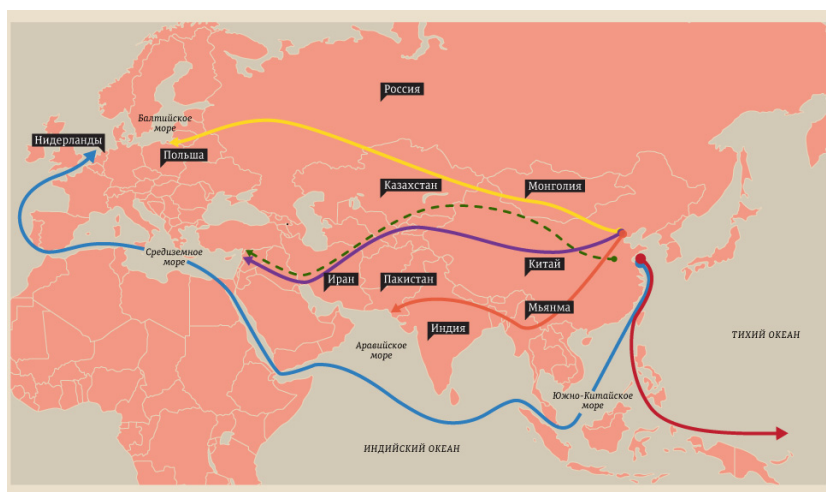 Россия
Балтийское
море
Нидерланды
Польша
Казахстан
Монголия
Средиземное
море
Китай
Иран
Пакистан
Мьянма
Индия
ТИХИЙ ОКЕАН
Аравийское
море
Южно-Китайское
море
ИНДИЙСКИЙ ОКЕАН